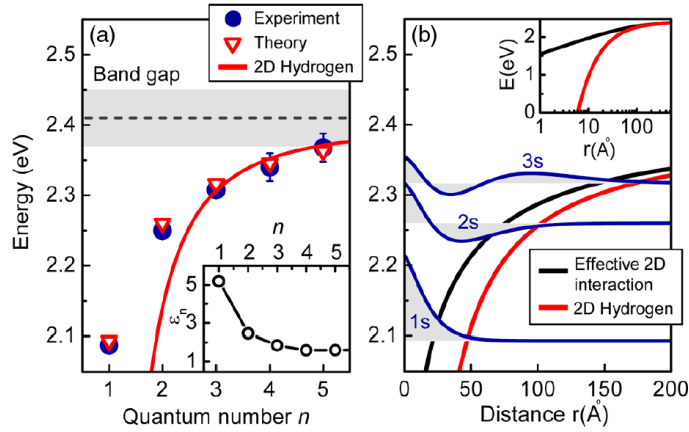 (a)
Experiment
Theory
2D Hydrogen
Band gap
Energy (eV)
2.5
2.4
2.3
2.2
2.1
1 2 3 4 5
Quantum number n
n
1 2 3 4 5
εn
5
3
1
(b)
E(eV)
2
1
0
1 10 100
r(Å)
3s
2s
1s
Effective 2D
interaction
2D Hydrogen
2.5
2.4
2.3
2.2
2.1
0 50 100 150 200
Distance r(Å)